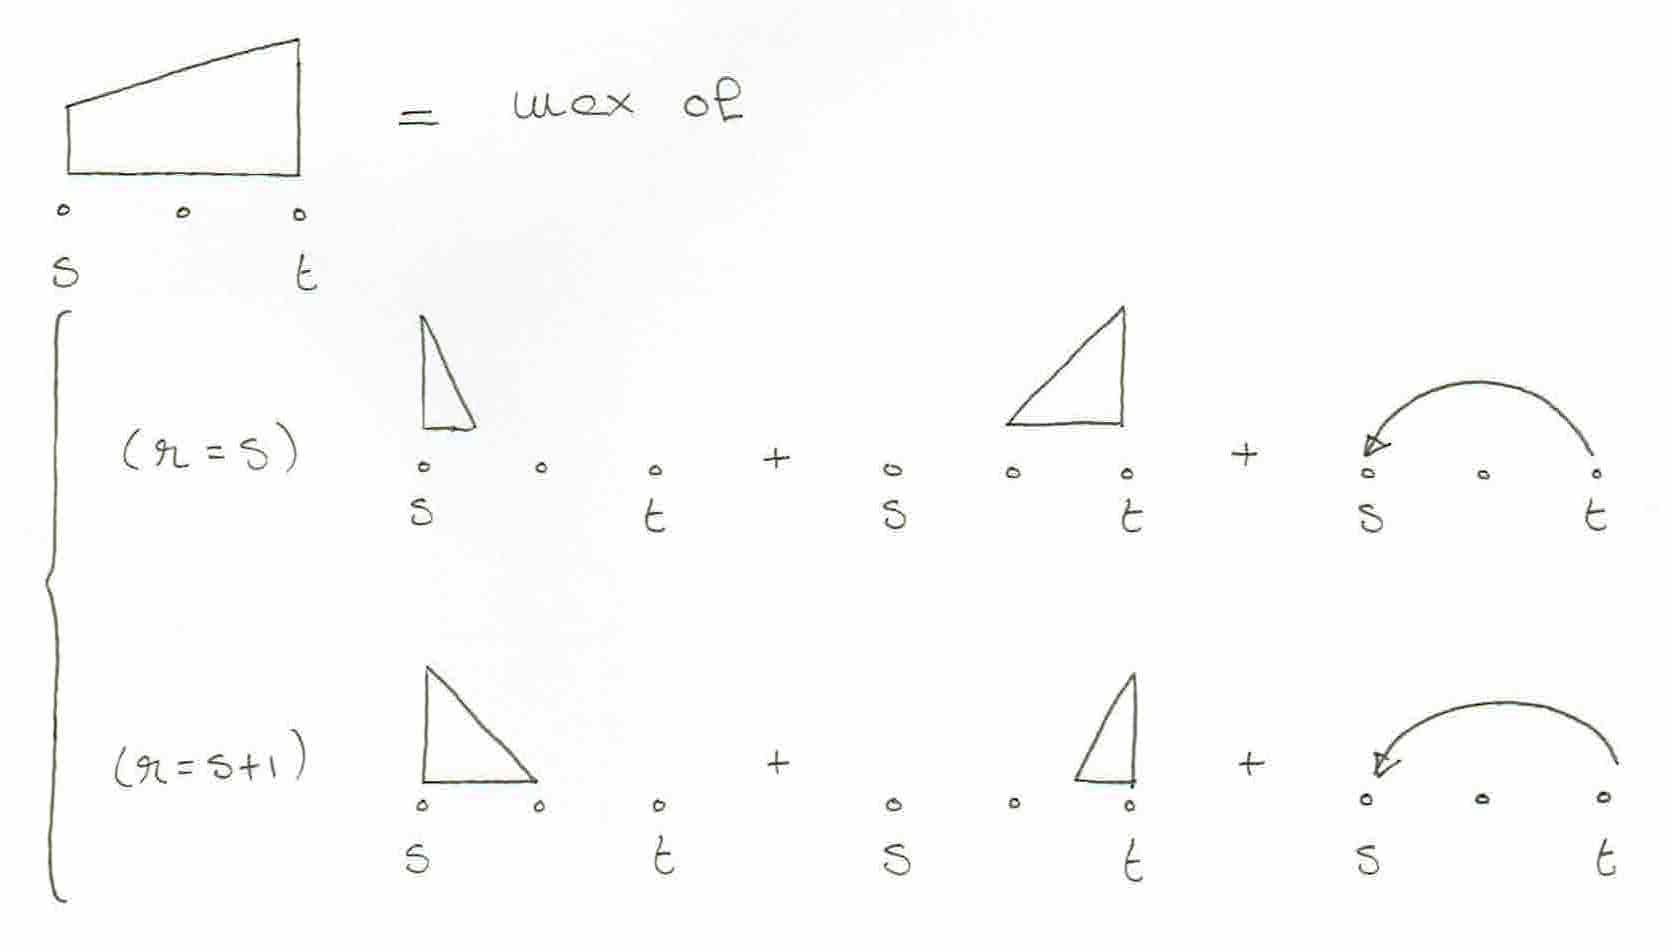 = max of
s t
(r=s) s t + s t + s t
(r=s+1) s t + s t + s t